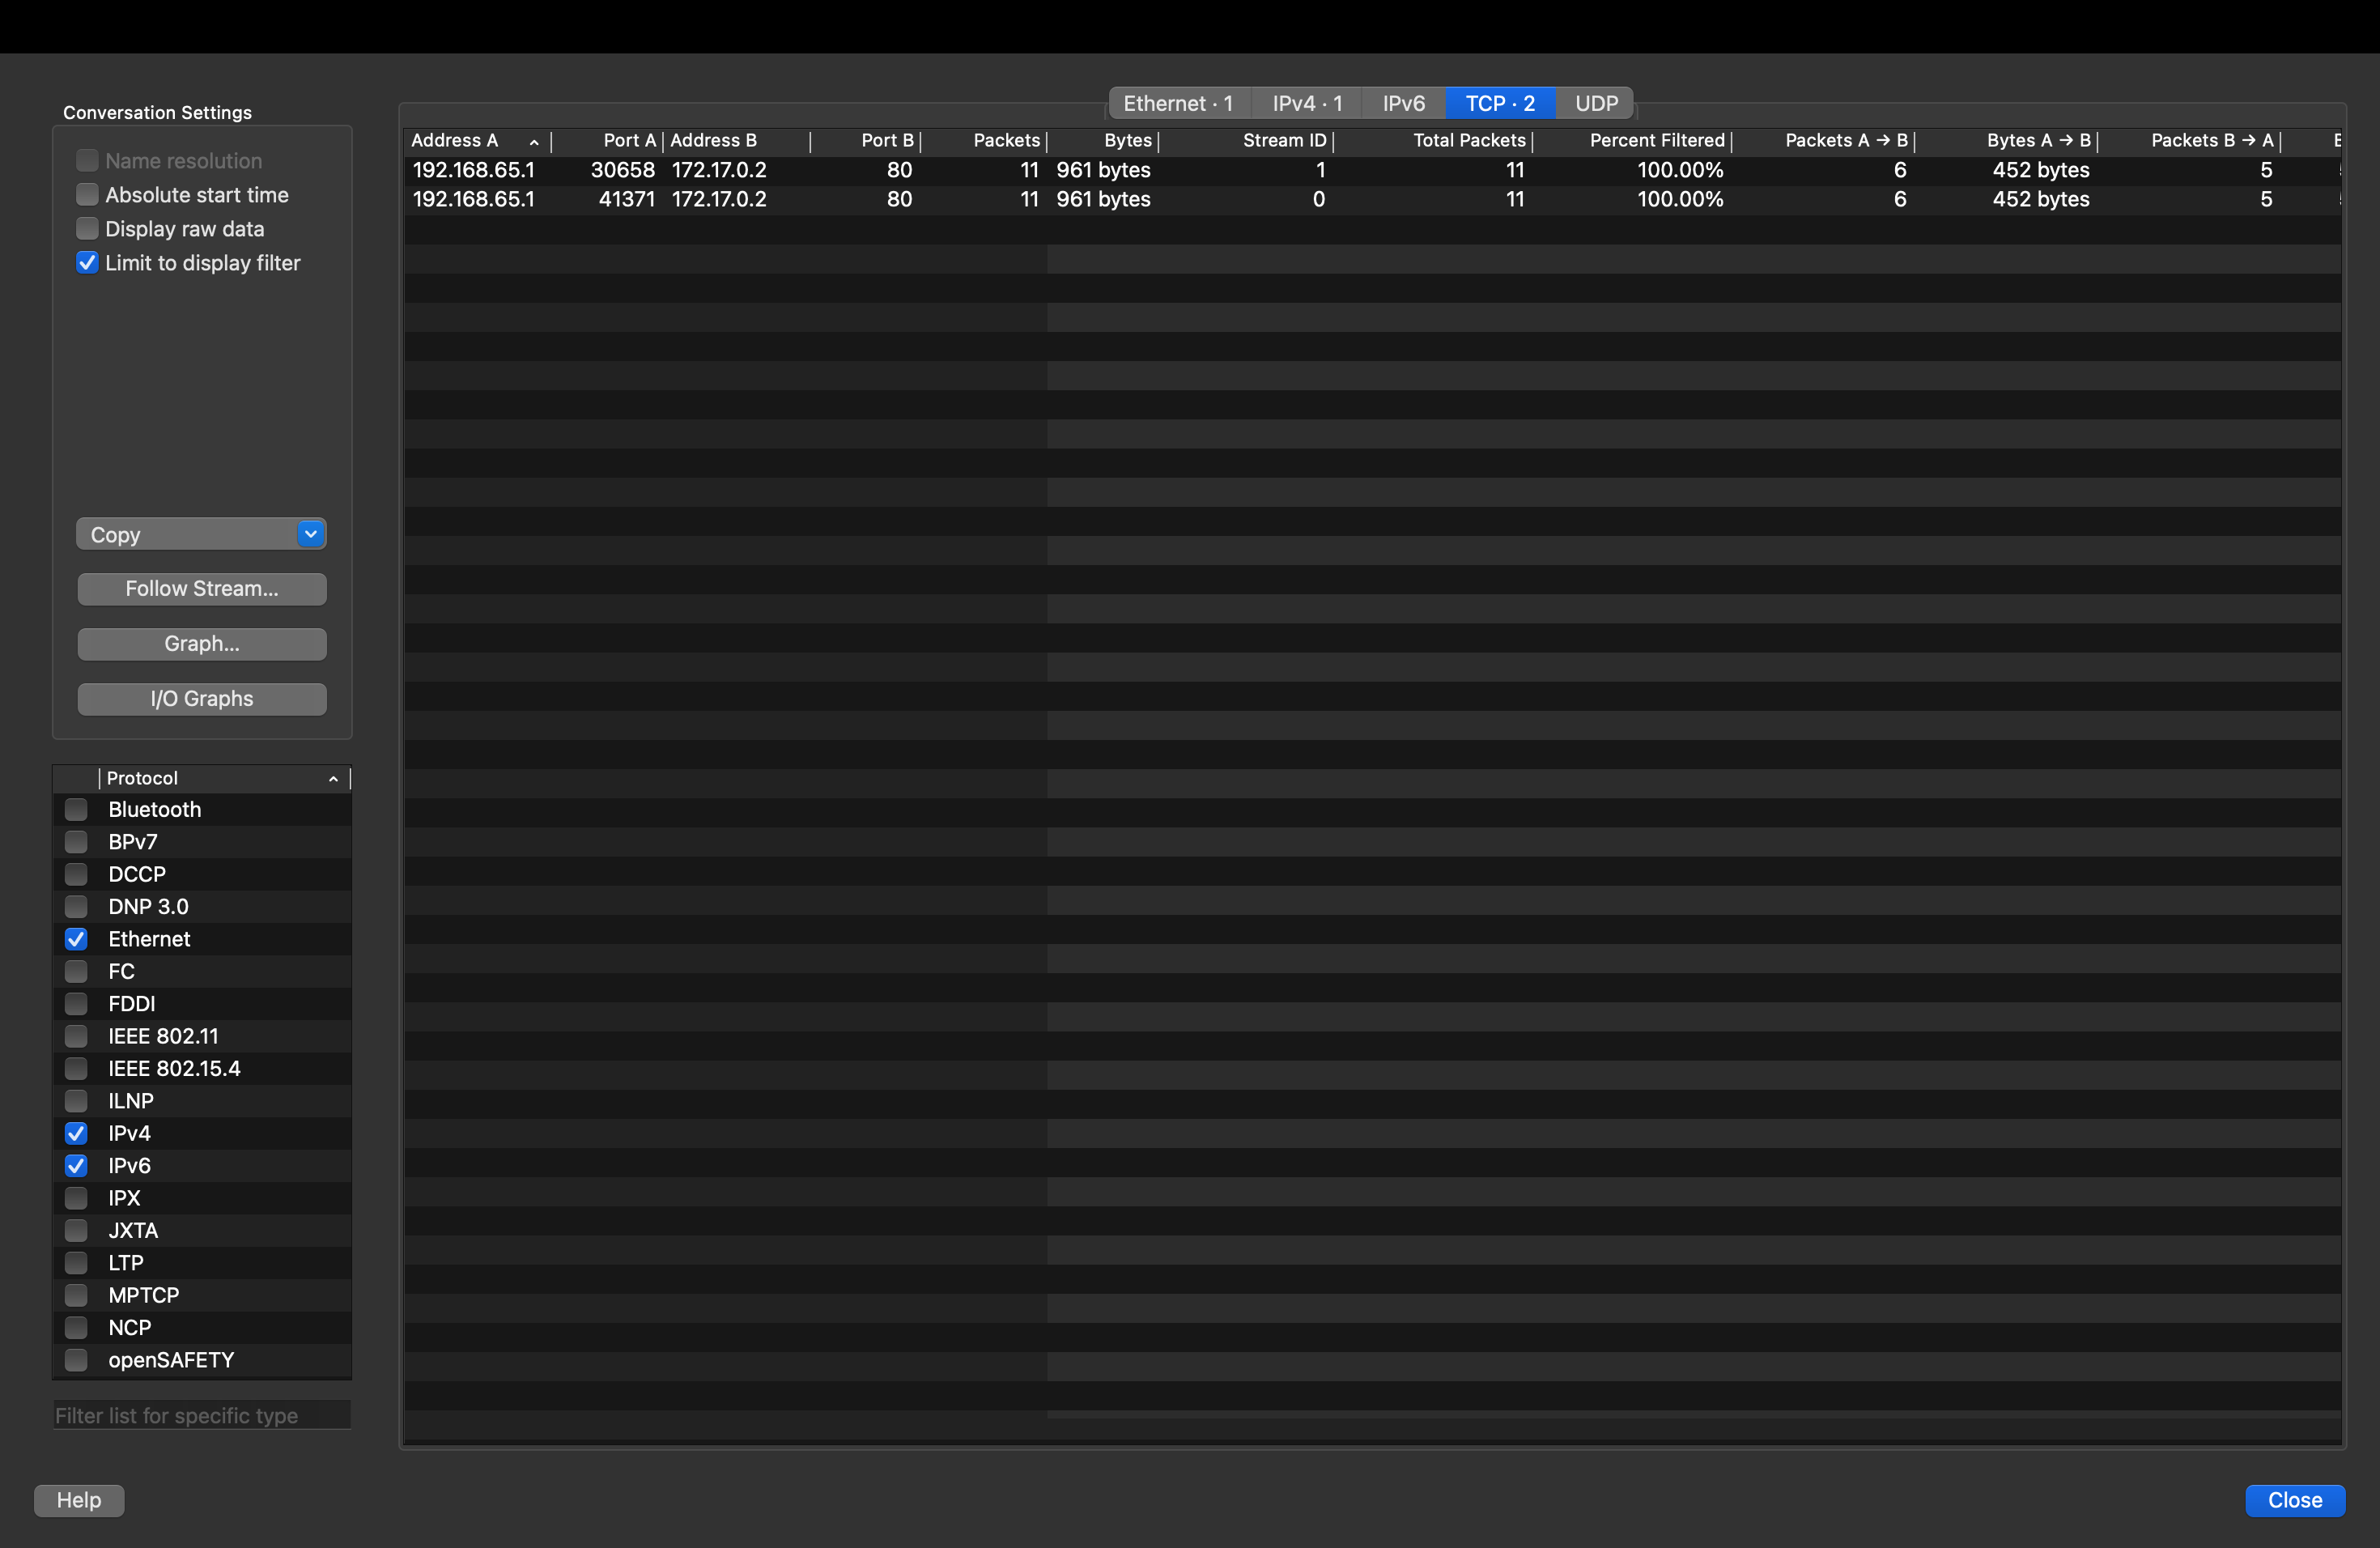 Conversation Settings
Name resolution
Absolute start time
Display raw data
Limit to display filter
Copy
Follow Stream...
Graph...
I/O Graphs
Protocol
Bluetooth
BPv7
DCCP
DNP 3.0
Ethernet
FC
FDDI
IEEE 802.11
IEEE 802.15.4
ILNP
IPv4
IPv6
IPX
JXTA
LTP
MPTCP
NCP
openSAFETY
Filter list for specific type
Help
Ethernet · 1 IPv4 · 1 IPv6 TCP · 2 UDP
Address A Port A Address B Port B Packets Bytes Stream ID Total Packets Percent Filtered Packets A → B Bytes A → B Packets B → A
192.168.65.1 30658 172.17.0.2 80 11 961 bytes 1 11 100.00% 6 452 bytes 5
192.168.65.1 41371 172.17.0.2 80 11 961 bytes 0 11 100.00% 6 452 bytes 5
Close